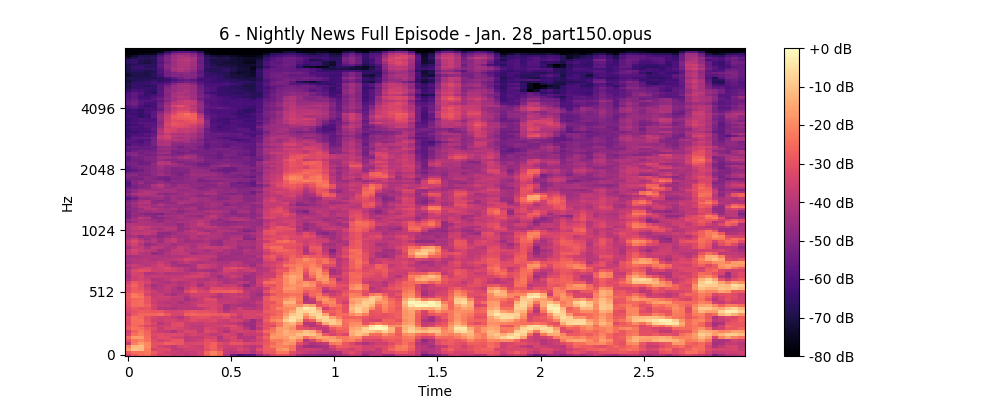 6 - Nightly News Full Episode - Jan. 28_part150.opus
Hz
4096
2048
1024
512
0
0
0.5
1
1.5
2
2.5
Time
+0 dB
-10 dB
-20 dB
-30 dB
-40 dB
-50 dB
-60 dB
-70 dB
-80 dB